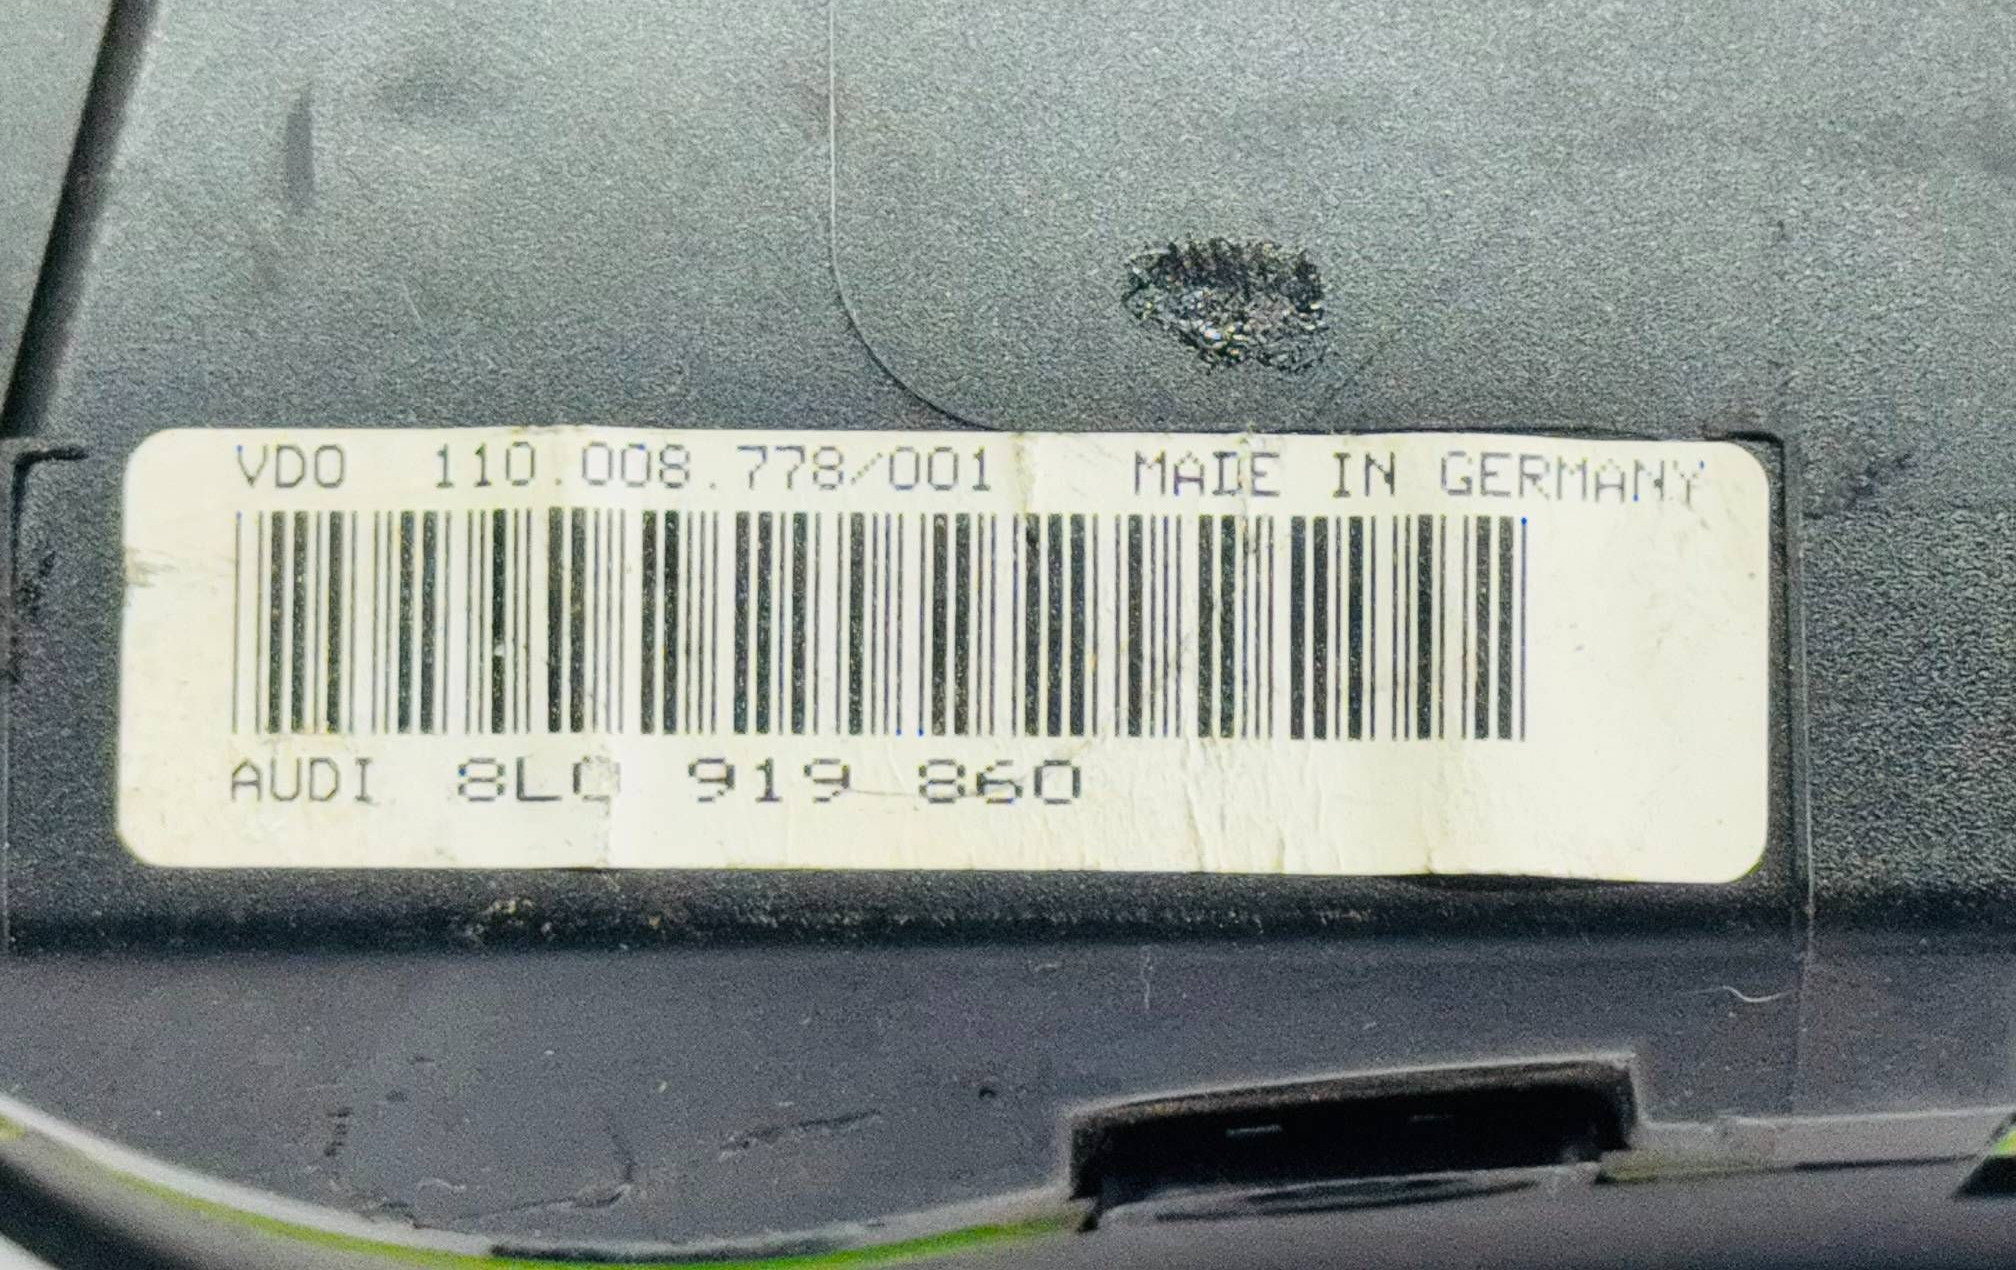 VDO 110.008.778/001 MADE IN GERMANY
AUDI 8L0 919 860